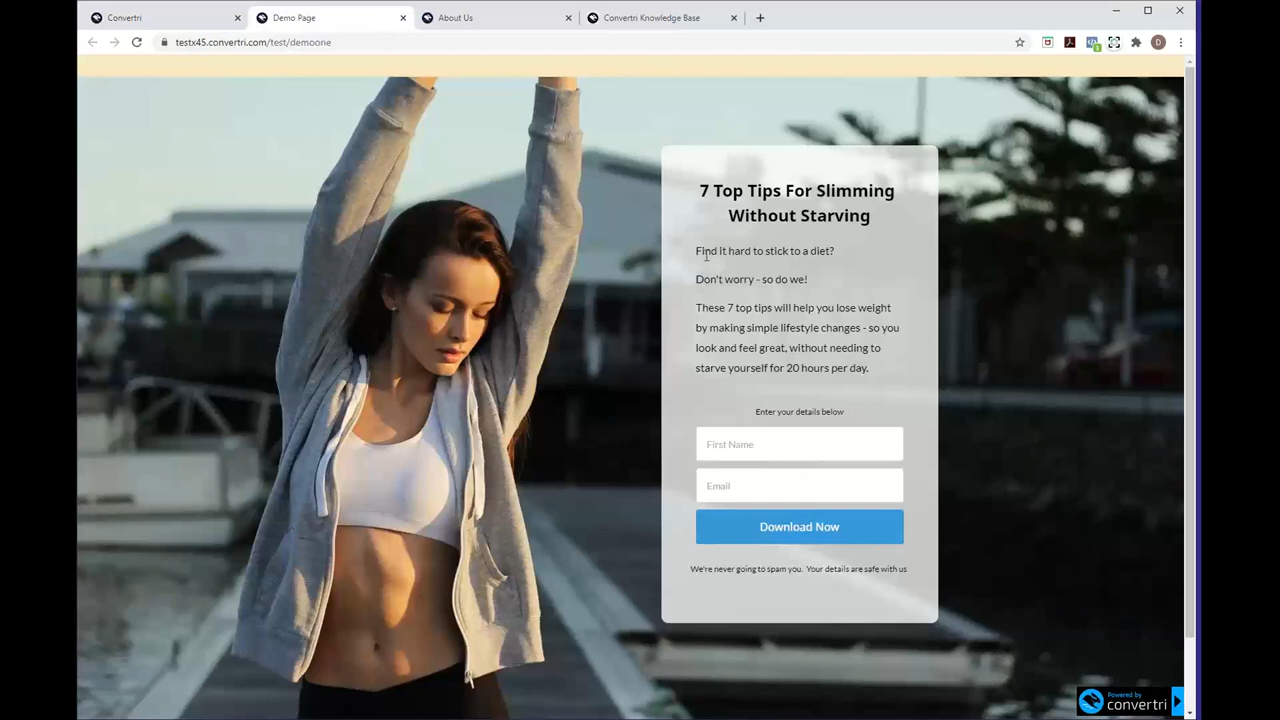 Convertri
Demo Page
About Us
Convertri Knowledge Base
testx45.convertri.com/test/demoone
D
7 Top Tips For Slimming
Without Starving
Find it hard to stick to a diet?
Don't worry - so do we!
These 7 top tips will help you lose weight
by making simple lifestyle changes - so you
look and feel great, without needing to
starve yourself for 20 hours per day.
Enter your details below
First Name
Email
Download Now
We're never going to spam you. Your details are safe with us.
Powered by
convertri